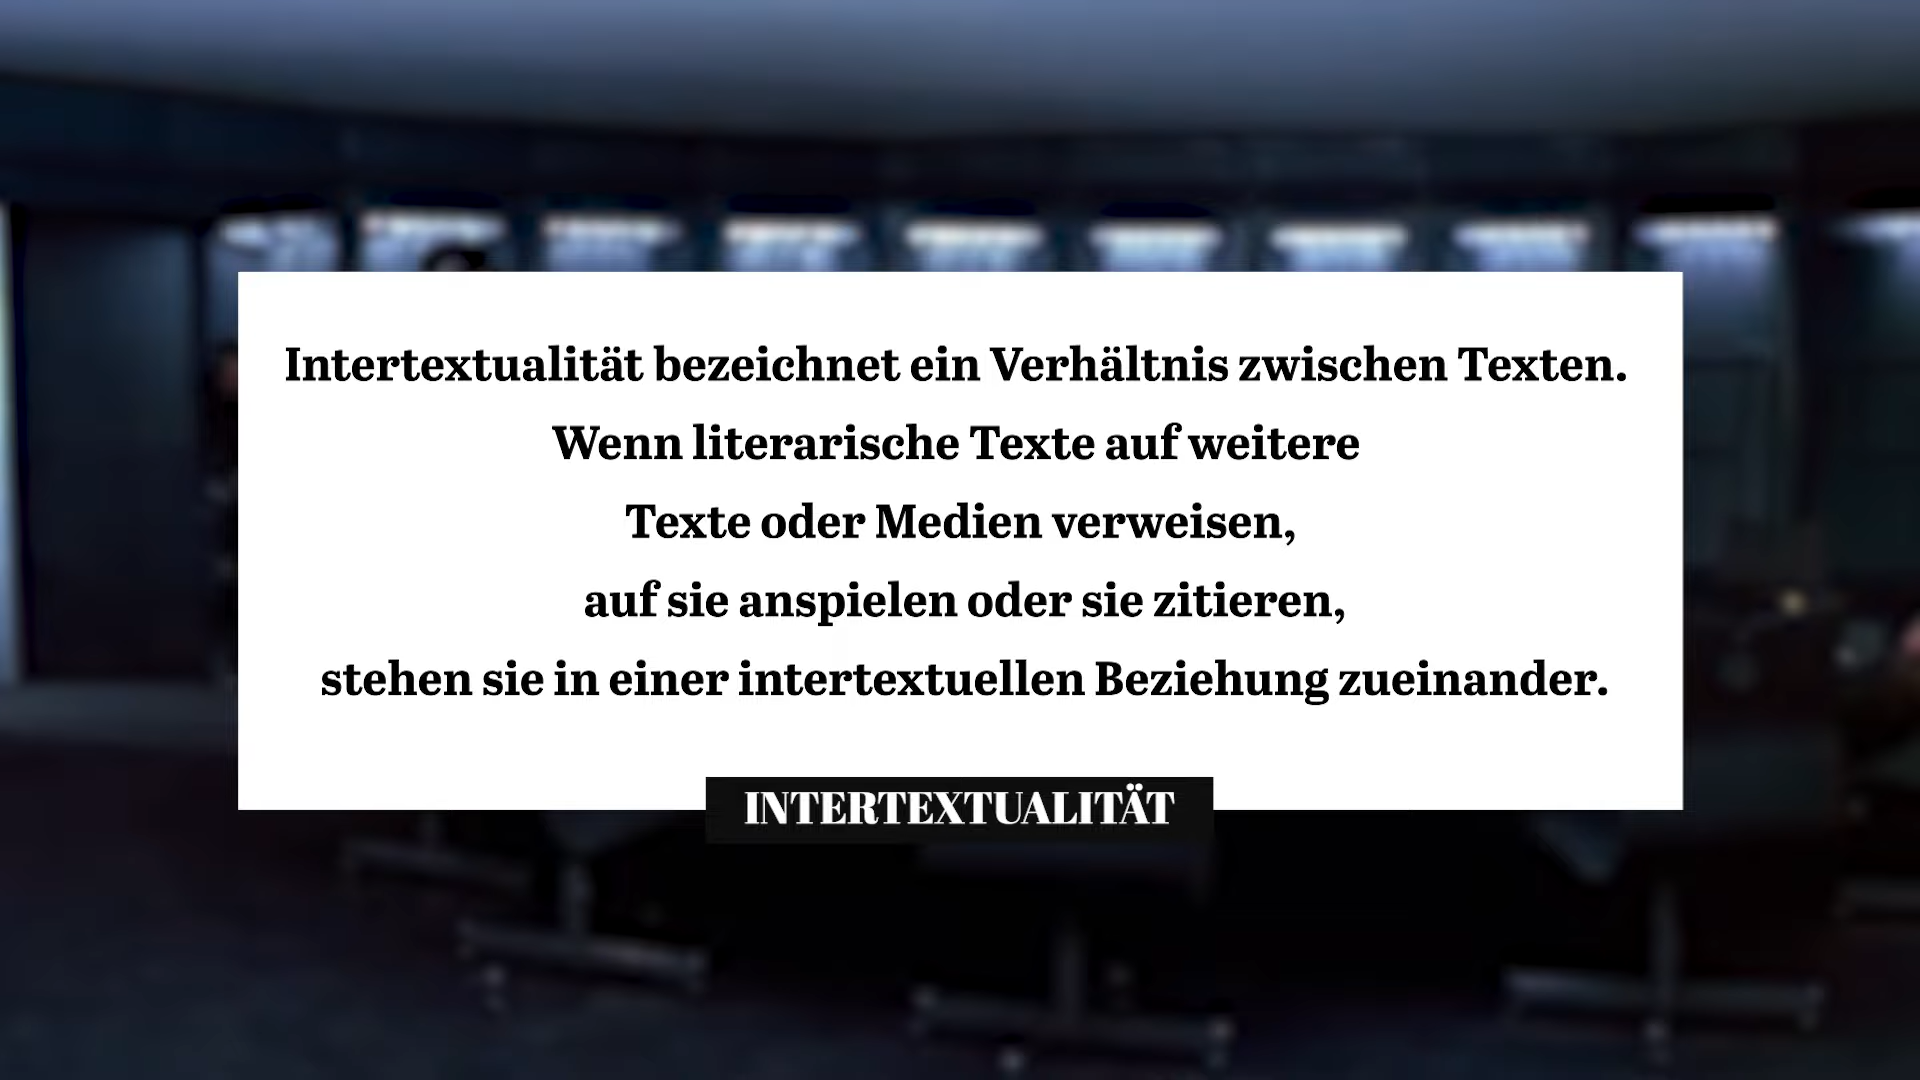 Intertextualität bezeichnet ein Verhältnis zwischen Texten.
Wenn literarische Texte auf weitere
Texte oder Medien verweisen,
auf sie anspielen oder sie zitieren,
stehen sie in einer intertextuellen Beziehung zueinander.
INTERTEXTUALITÄT